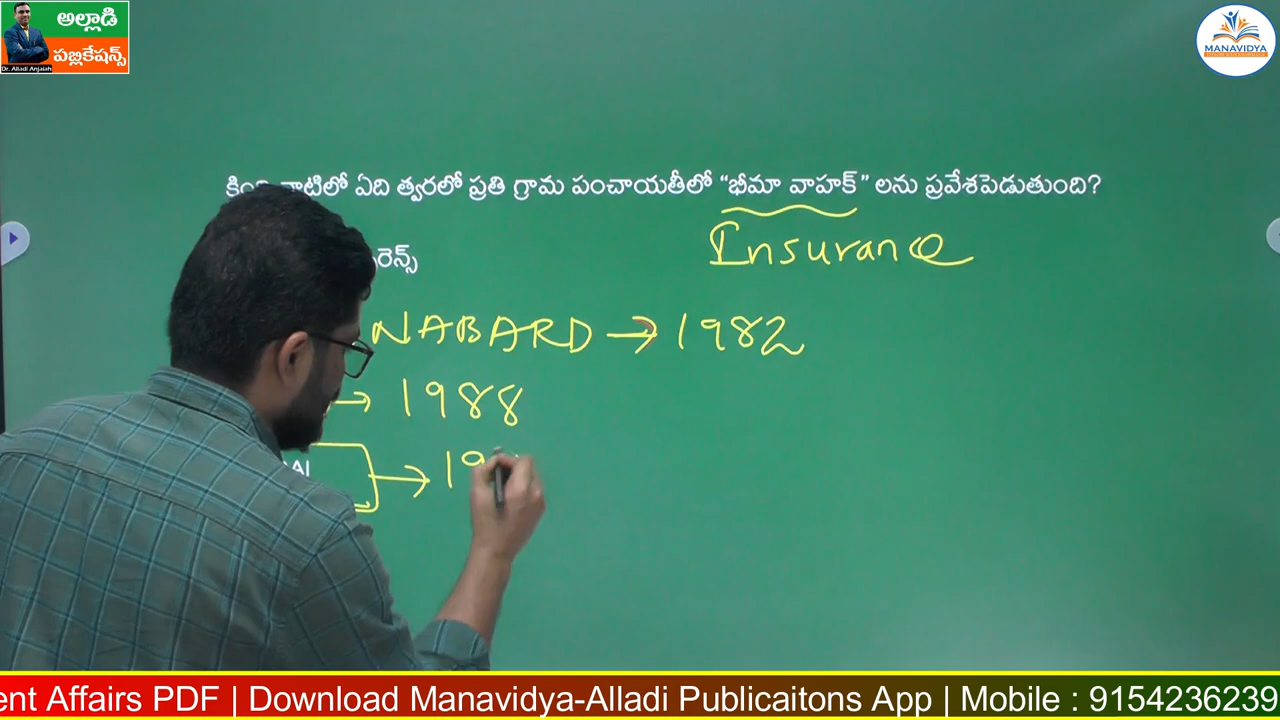 అల్లాడి
పబ్లికేషన్స్
Dr. Alladi Anjaiah
MANAVIDYA
వాటిలో ఏది త్వరలో ప్రతి గ్రామ పంచాయతీలో “భీమా వాహక్” లను ప్రవేశపెడుతుంది?
Insurance
NABARD → 1982
→ 1988
→ 19
ent Affairs PDF | Download Manavidya-Alladi Publicaitons App | Mobile : 9154236239